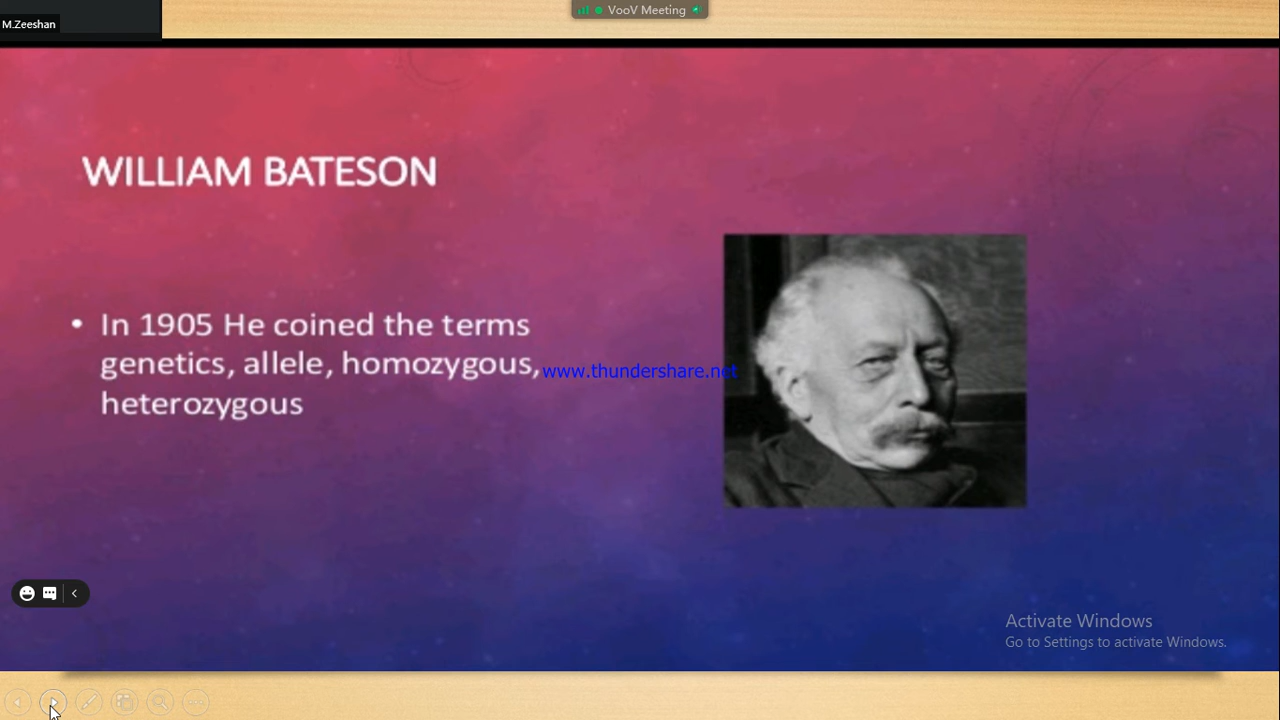 VooV Meeting
M.Zeeshan
WILLIAM BATESON
• In 1905 He coined the terms
genetics, allele, homozygous,
heterozygous
www.thundershare.net
Activate Windows
Go to Settings to activate Windows.